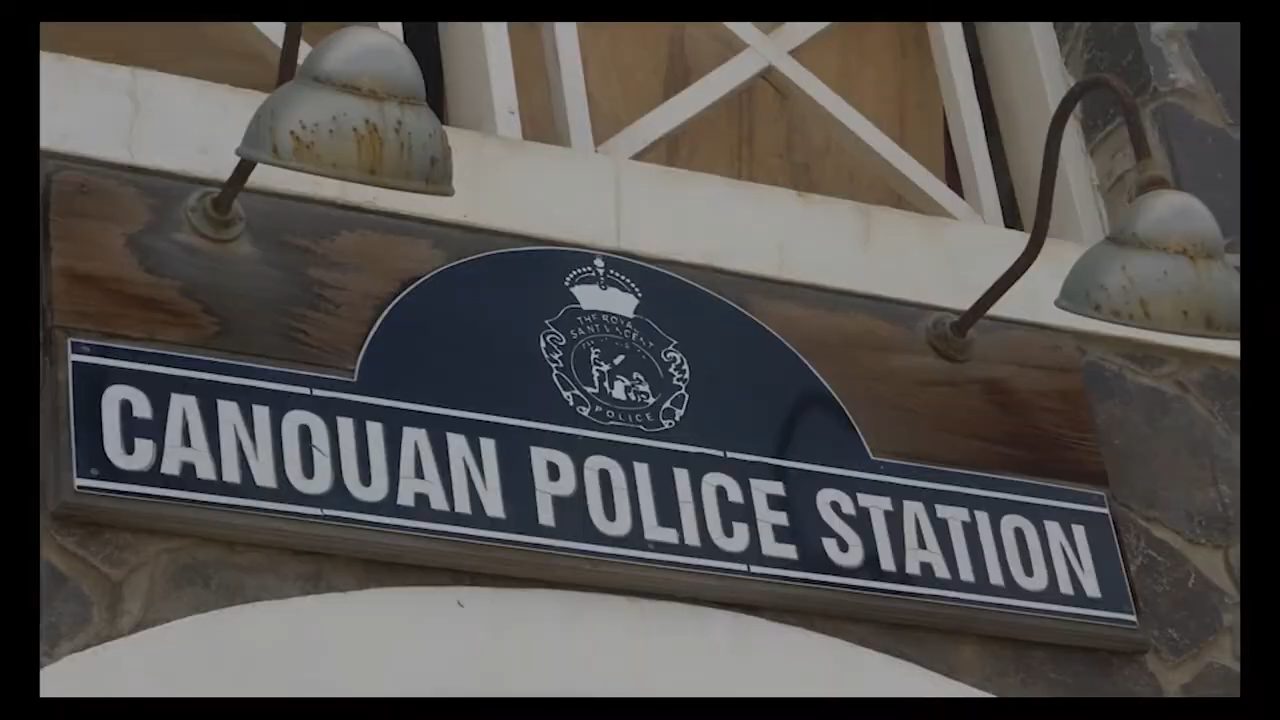 THE ROYAL
SAINT VINCENT
POLICE
CANOUAN POLICE STATION